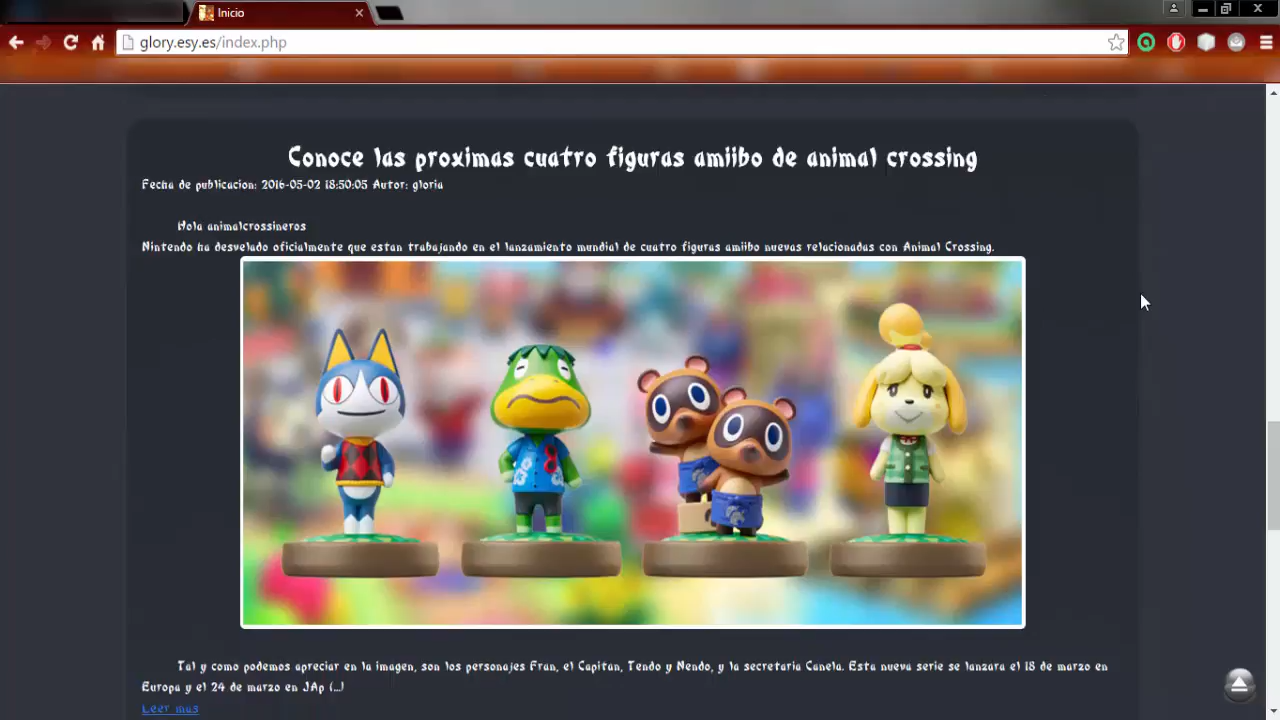 Inicio
glory.esy.es/index.php
Conoce las proximas cuatro figuras amiibo de animal crossing
Fecha de publicacion: 2016-03-02 18:30:03 Autor: gloria
Hola animalcrossineros
Nintendo ha desvelado oficialmente que estan trabajando en el lanzamiento mundial de cuatro figuras amiibo nuevas relacionadas con Animal Crossing.
Tal y como podemos apreciar en la imagen, son los personajes Fran, el Capitan, Tendo y Nendo, y la secretaria Canela. Esta nueva serie se lanzara el 18 de marzo en
Europa y el 24 de marzo en JAp (...)
Leer mas